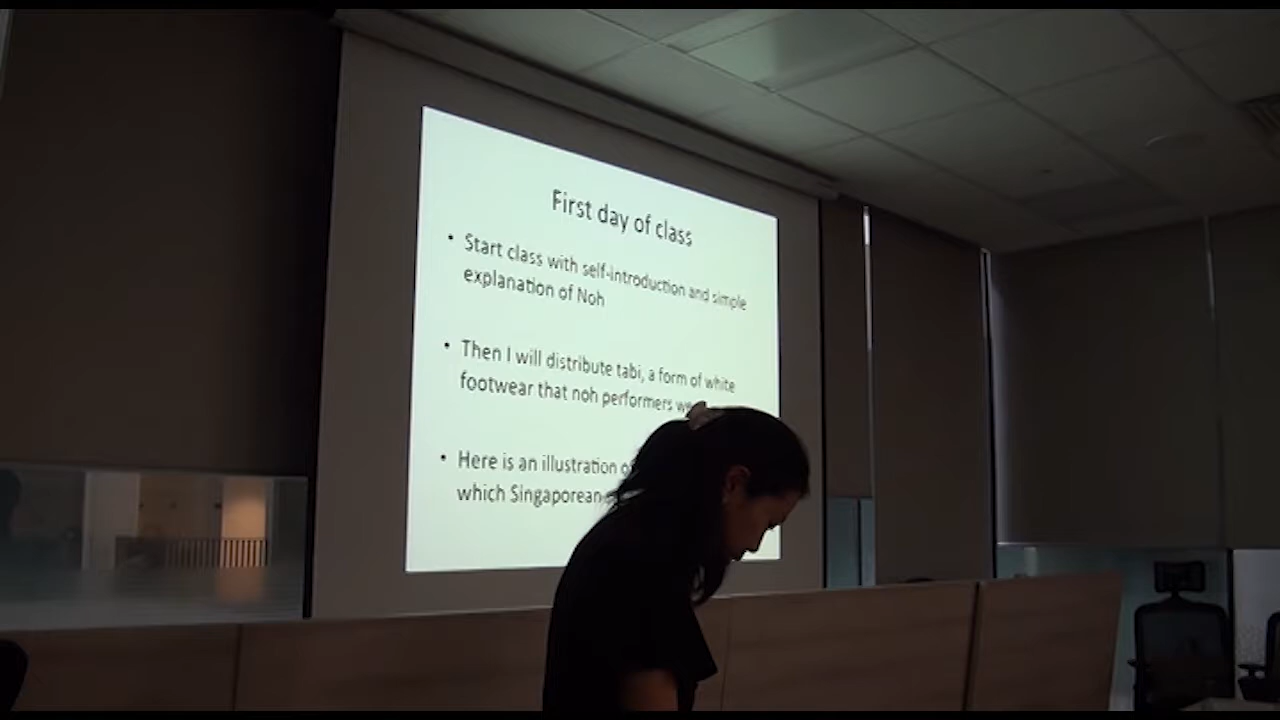 First day of class
• Start class with self-introduction and simple
explanation of Noh
• Then I will distribute tabi, a form of white
footwear that noh performers
• Here is an illustration
which Singaporean